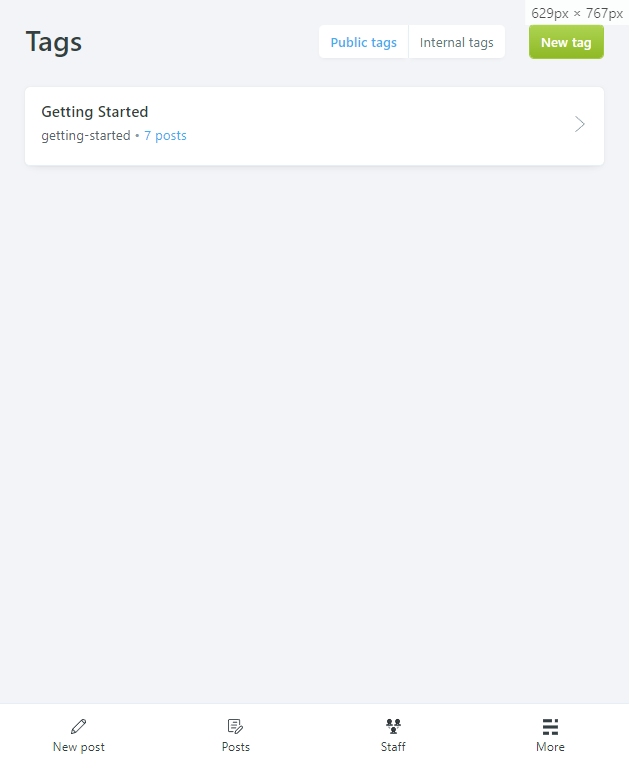 629px × 767px
Tags
Public tags
Internal tags
New tag
Getting Started
getting-started • 7 posts
New post
Posts
Staff
More